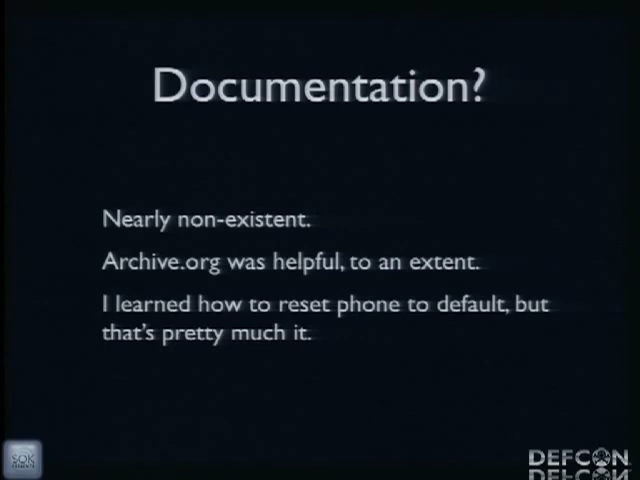 Documentation?
Nearly non-existent.
Archive.org was helpful, to an extent.
I learned how to reset phone to default, but
that's pretty much it.
SOK
DEFCON